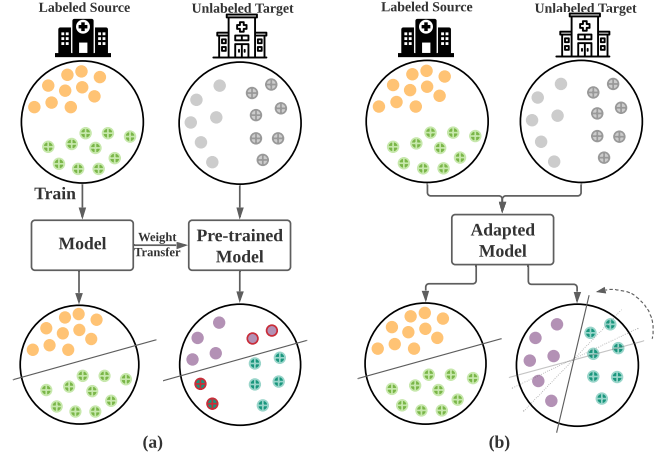 Labeled Source
Unlabeled Target
Labeled Source
Unlabeled Target
Train
Model
Weight
Transfer
Pre-trained
Model
Adapted
Model
(a)
(b)